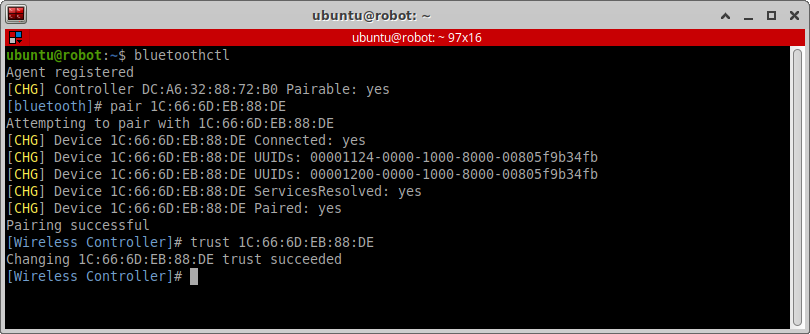 ubuntu@robot: ~
ubuntu@robot: ~ 97x16
ubuntu@robot:~$ bluetoothctl
Agent registered
[CHG] Controller DC:A6:32:88:72:B0 Pairable: yes
[bluetooth]# pair 1C:66:6D:EB:88:DE
Attempting to pair with 1C:66:6D:EB:88:DE
[CHG] Device 1C:66:6D:EB:88:DE Connected: yes
[CHG] Device 1C:66:6D:EB:88:DE UUIDs: 00001124-0000-1000-8000-00805f9b34fb
[CHG] Device 1C:66:6D:EB:88:DE UUIDs: 00001200-0000-1000-8000-00805f9b34fb
[CHG] Device 1C:66:6D:EB:88:DE ServicesResolved: yes
[CHG] Device 1C:66:6D:EB:88:DE Paired: yes
Pairing successful
[Wireless Controller]# trust 1C:66:6D:EB:88:DE
Changing 1C:66:6D:EB:88:DE trust succeeded
[Wireless Controller]#